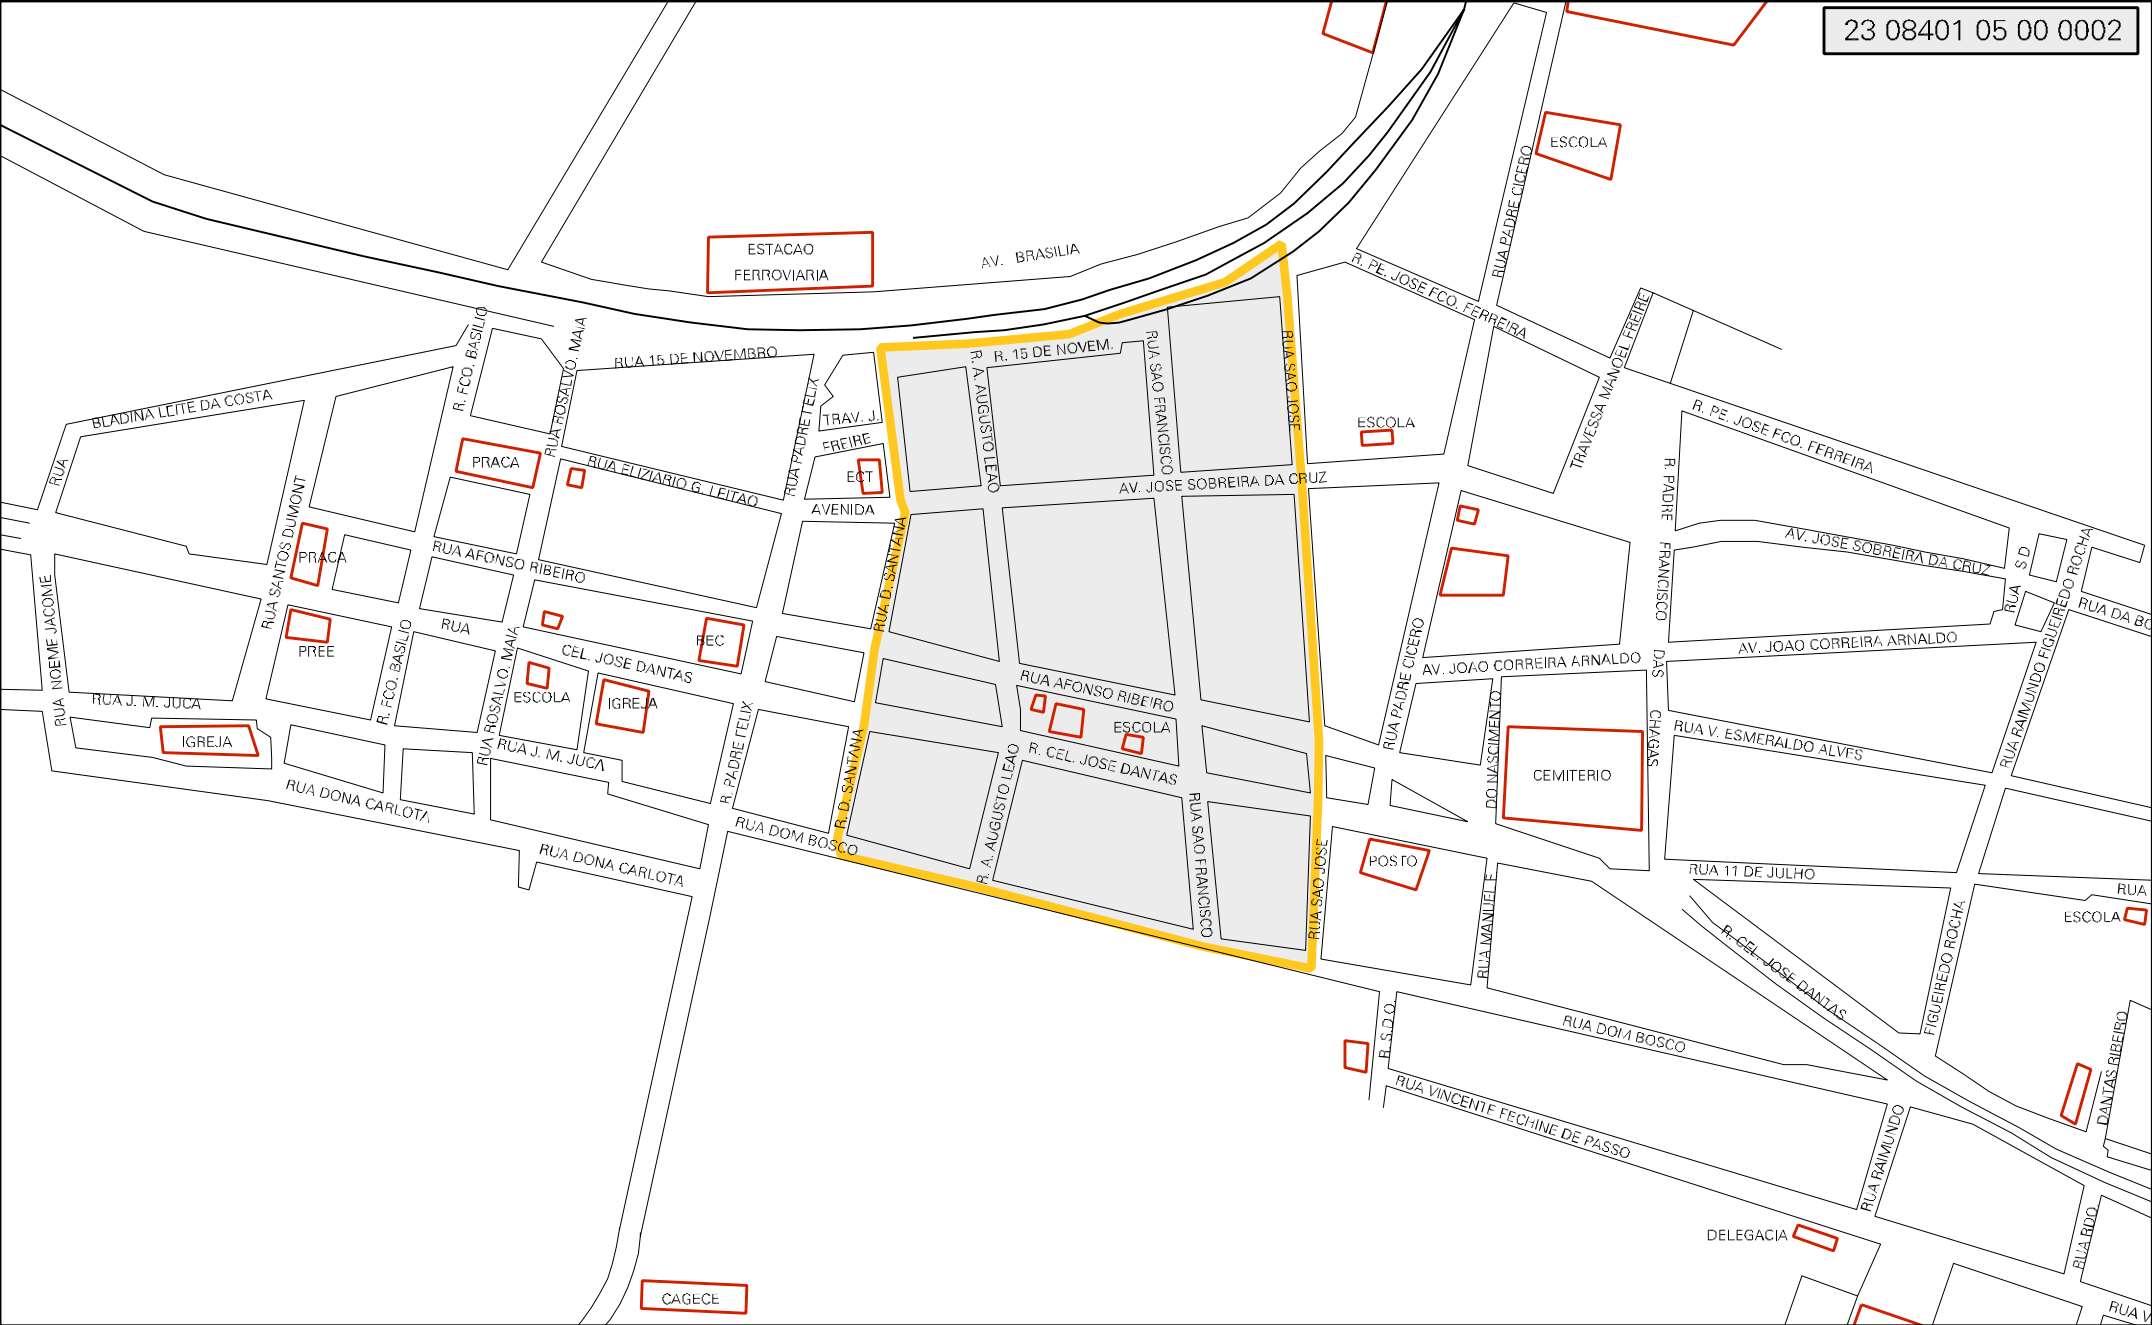 23 08401 05 00 0002
ESCOLA
RUA PADRE CICERO
ESTACAO
FERROVIARIA
AV. BRASILIA
R. PE. JOSE FCO. FERREIRA
TRAVESSA MANOEL FREIRE
R. FCO. BASILIO
RUA ROSALVO. MAIA
RUA 15 DE NOVEMBRO
R. 15 DE NOVEM.
R. A. AUGUSTO LEAO
RUA SAO FRANCISCO
RUA SAO JOSE
RUA PADRE FELIX
TRAV. J.
FREIRE
ECT
AVENIDA
BLADINA LEITE DA COSTA
RUA
PRACA
RUA ELIZIARIO G. LEITAO
ESCOLA
AV. JOSE SOBREIRA DA CRUZ
R. PE. JOSE FCO. FERREIRA
R. PADRE
FRANCISCO
DAS
CHAGAS
AV. JOSE SOBREIRA DA CRUZ
RUA S D
RUA RAIMUNDO FIGUEIREDO ROCHA
RUA DA BO
RUA SANTOS DUMONT
PRACA
RUA AFONSO RIBEIRO
RUA D. SANTANA
RUA NOEME JACOME
PREE
RUA
R. FCO. BASILIO
RUA ROSALVO. MAIA
CEL. JOSE DANTAS
REC
ESCOLA
IGREJA
RUA AFONSO RIBEIRO
ESCOLA
R. CEL. JOSE DANTAS
RUA PADRE CICERO
AV. JOAO CORREIRA ARNALDO
AV. JOAO CORREIRA ARNALDO
RUA J. M. JUCA
IGREJA
RUA J. M. JUCA
R. PADRE FELIX
R. D. SANTANA
R. A. AUGUSTO LEAO
RUA SAO FRANCISCO
RUA SAO JOSE
DO NASCIMENTO
RUA MANUEL F.
CEMITERIO
RUA V. ESMERALDO ALVES
RUA DONA CARLOTA
RUA DONA CARLOTA
RUA DOM BOSCO
POSTO
RUA 11 DE JULHO
RUA
ESCOLA
R. CEL. JOSE DANTAS
FIGUEIREDO ROCHA
DANTAS RIBEIRO
R. S.D.O.
RUA DOM BOSCO
RUA VINCENTE FECHINE DE PASSO
RUA RAIMUNDO
DELEGACIA
RUA RDO
CAGECE
RUA V